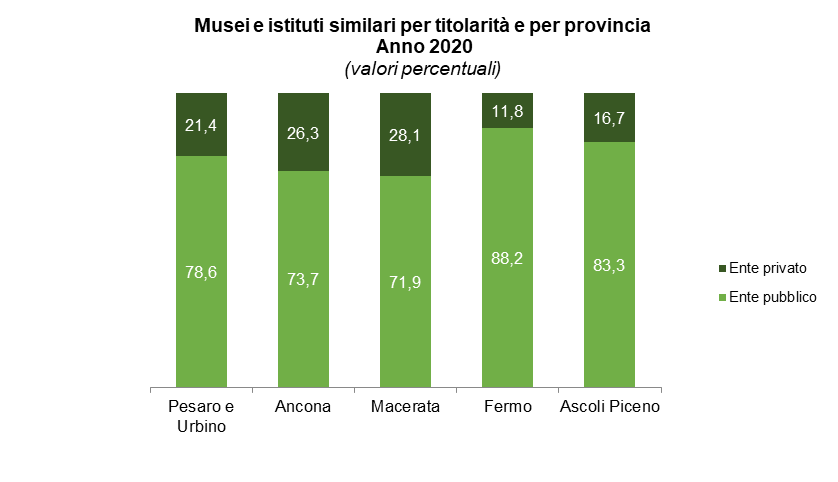 Musei e istituti similari per titolarità e per provincia
Anno 2020
(valori percentuali)
21,4
26,3
28,1
11,8
16,7
78,6
73,7
71,9
88,2
83,3
Ente privato
Ente pubblico
Pesaro e
Urbino
Ancona
Macerata
Fermo
Ascoli Piceno